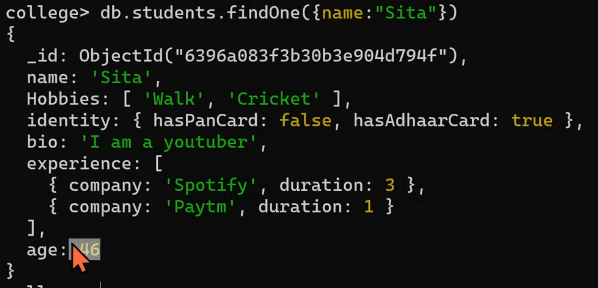 college> db.students.findOne({name:"Sita"})
{
  _id: ObjectId("6396a083f3b30b3e904d794f"),
  name: 'Sita',
  Hobbies: [ 'Walk', 'Cricket' ],
  identity: { hasPanCard: false, hasAdhaarCard: true },
  bio: 'I am a youtuber',
  experience: [
    { company: 'Spotify', duration: 3 },
    { company: 'Paytm', duration: 1 }
  ],
  age: 46
}